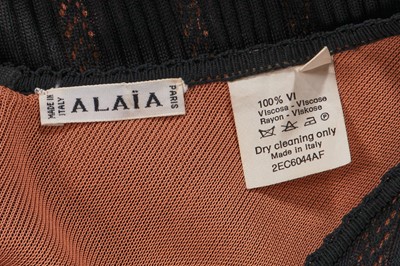 MADE IN
ITALY
ALAÏA
PARIS
100% VI
Viscosa - Viscose
Rayon - Viskose
Dry cleaning only
Made in Italy
2EC6044AF